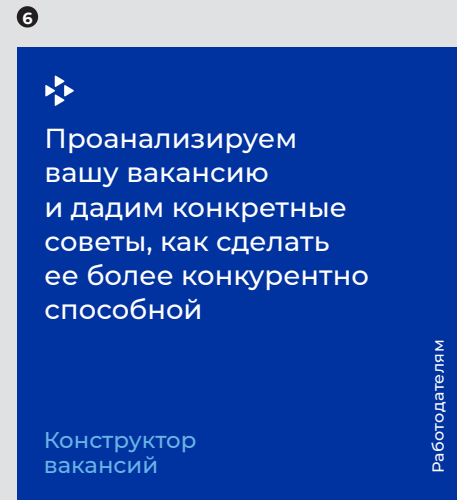 6
Проанализируем
вашу вакансию
и дадим конкретные
советы, как сделать
ее более конкурентно
способной
Работодателям
Конструктор
вакансий